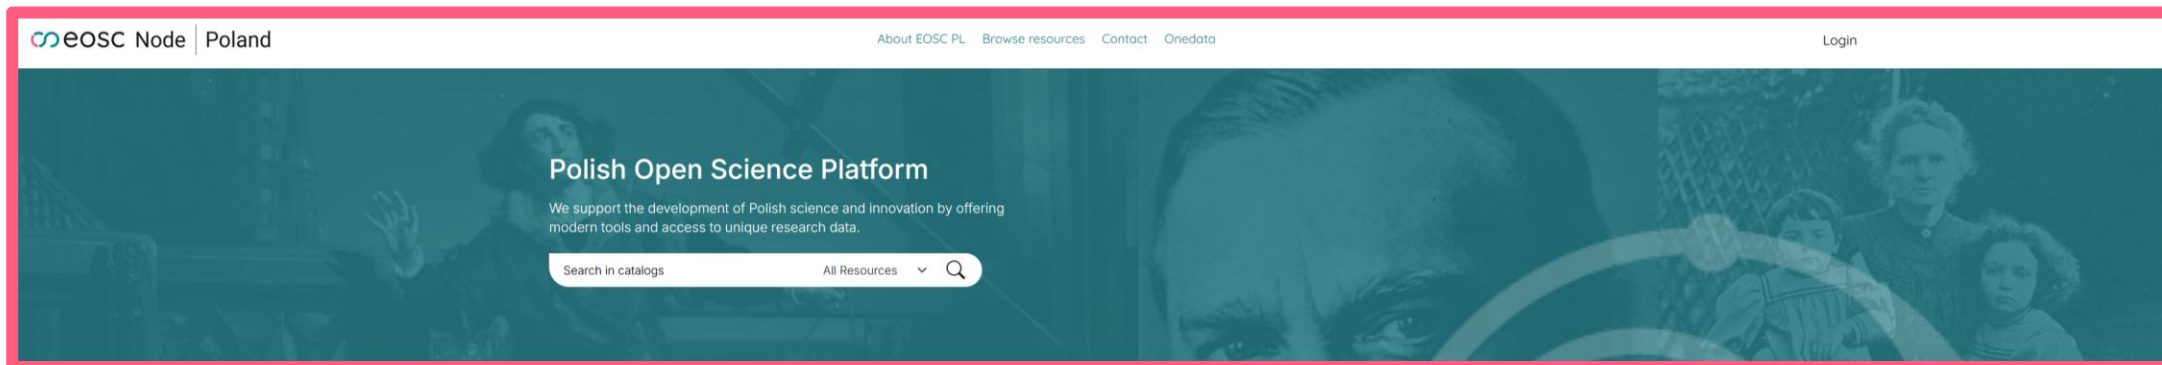 eosc Node | Poland
About EOSC PL Browse resources Contact Onedata
Login
Polish Open Science Platform
We support the development of Polish science and innovation by offering
modern tools and access to unique research data.
Search in catalogs All Resources